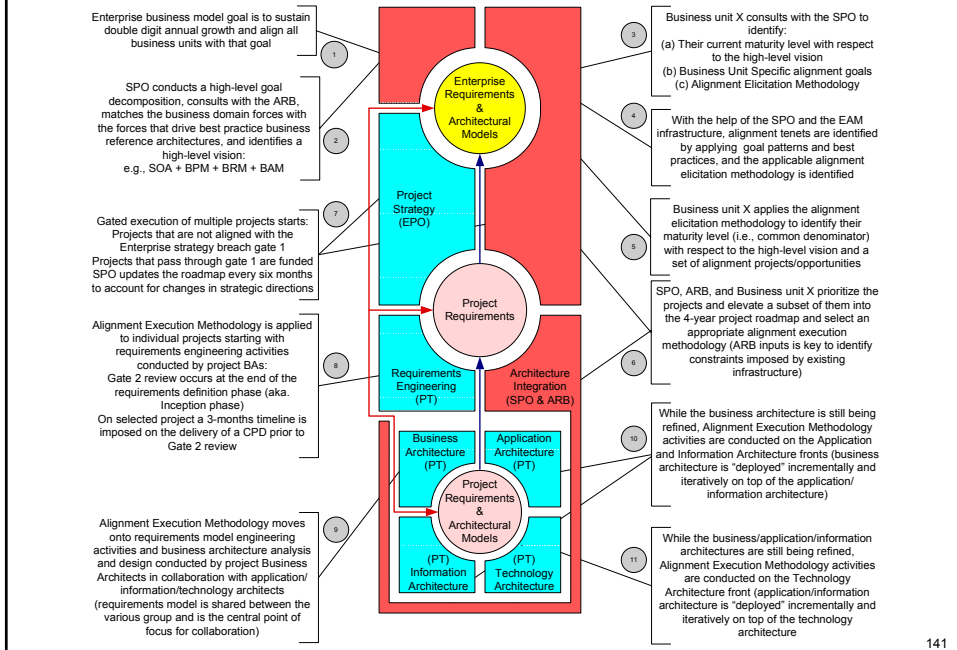 Enterprise business model goal is to sustain
double digit annual growth and align all
business units with that goal
1
SPO conducts a high-level goal
decomposition, consults with the ARB,
matches the business domain forces with
the forces that drive best practice business
reference architectures, and identifies a
high-level vision:
e.g., SOA + BPM + BRM + BAM
2
Gated execution of multiple projects starts:
Projects that are not aligned with the
Enterprise strategy breach gate 1
Projects that pass through gate 1 are funded
SPO updates the roadmap every six months
to account for changes in strategic directions
7
Alignment Execution Methodology is applied
to individual projects starting with
requirements engineering activities
conducted by project BAs:
Gate 2 review occurs at the end of the
requirements definition phase (aka.
Inception phase)
On selected project a 3-months timeline is
imposed on the delivery of a CPD prior to
Gate 2 review
8
Alignment Execution Methodology moves
onto requirements model engineering
activities and business architecture analysis
and design conducted by project Business
Architects in collaboration with application/
information/technology architects
(requirements model is shared between the
various group and is the central point of
focus for collaboration)
9
Enterprise
Requirements
&
Architectural
Models
Project
Strategy
(EPO)
Project
Requirements
Requirements
Engineering
(PT)
Architecture
Integration
(SPO & ARB)
Business
Architecture
(PT)
Application
Architecture
(PT)
Project
Requirements
&
Architectural
Models
(PT)
Information
Architecture
(PT)
Technology
Architecture
3
Business unit X consults with the SPO to
identify:
(a) Their current maturity level with respect
to the high-level vision
(b) Business Unit Specific alignment goals
(c) Alignment Elicitation Methodology
4
With the help of the SPO and the EAM
infrastructure, alignment tenets are identified
by applying goal patterns and best
practices, and the applicable alignment
elicitation methodology is identified
5
Business unit X applies the alignment
elicitation methodology to identify their
maturity level (i.e., common denominator)
with respect to the high-level vision and a
set of alignment projects/opportunities
6
SPO, ARB, and Business unit X prioritize the
projects and elevate a subset of them into
the 4-year project roadmap and select an
appropriate alignment execution
methodology (ARB inputs is key to identify
constraints imposed by existing
infrastructure)
10
While the business architecture is still being
refined, Alignment Execution Methodology
activities are conducted on the Application
and Information Architecture fronts (business
architecture is "deployed" incrementally and
iteratively on top of the application/
information architecture)
11
While the business/application/information
architectures are still being refined,
Alignment Execution Methodology activities
are conducted on the Technology
Architecture front (application/information
architecture is "deployed" incrementally and
iteratively on top of the technology
architecture
141